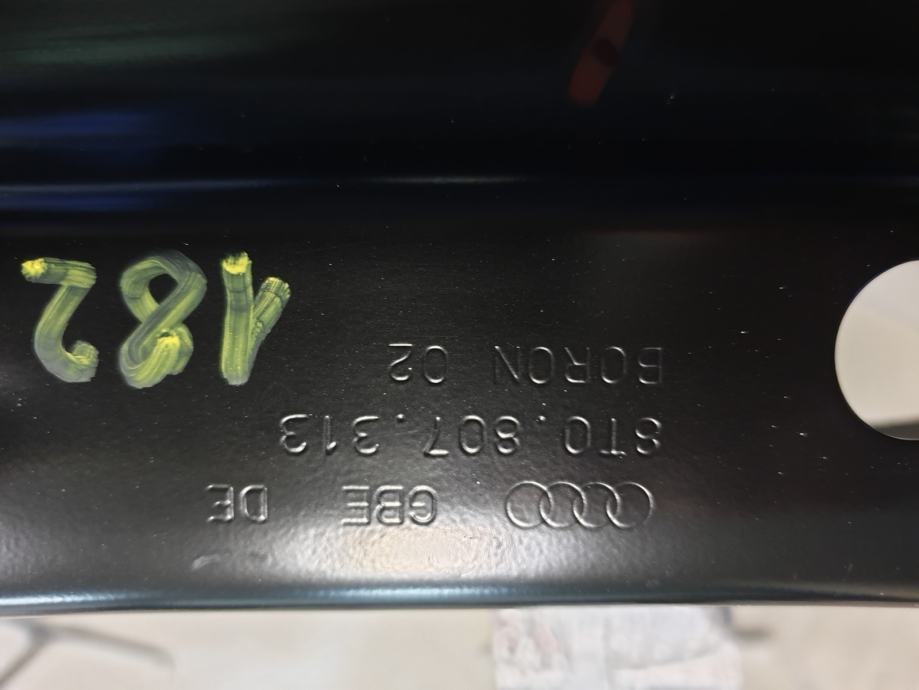 GBE DE
8T0.807.313
BORON 02
182